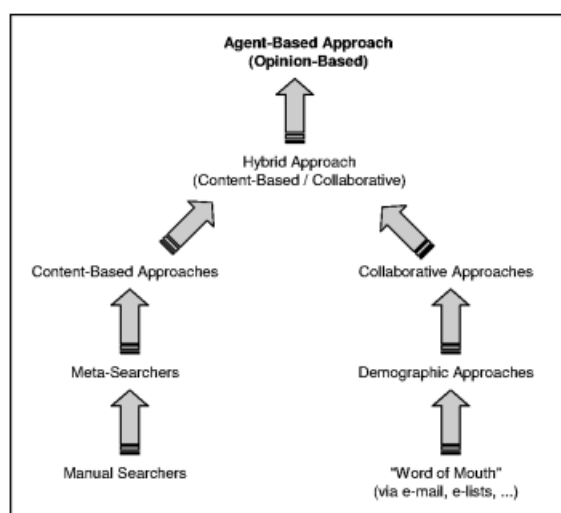 Agent-Based Approach
(Opinion-Based)
Hybrid Approach
(Content-Based / Collaborative)
Content-Based Approaches
Collaborative Approaches
Meta-Searchers
Demographic Approaches
Manual Searchers
"Word of Mouth"
(via e-mail, e-lists, ...)